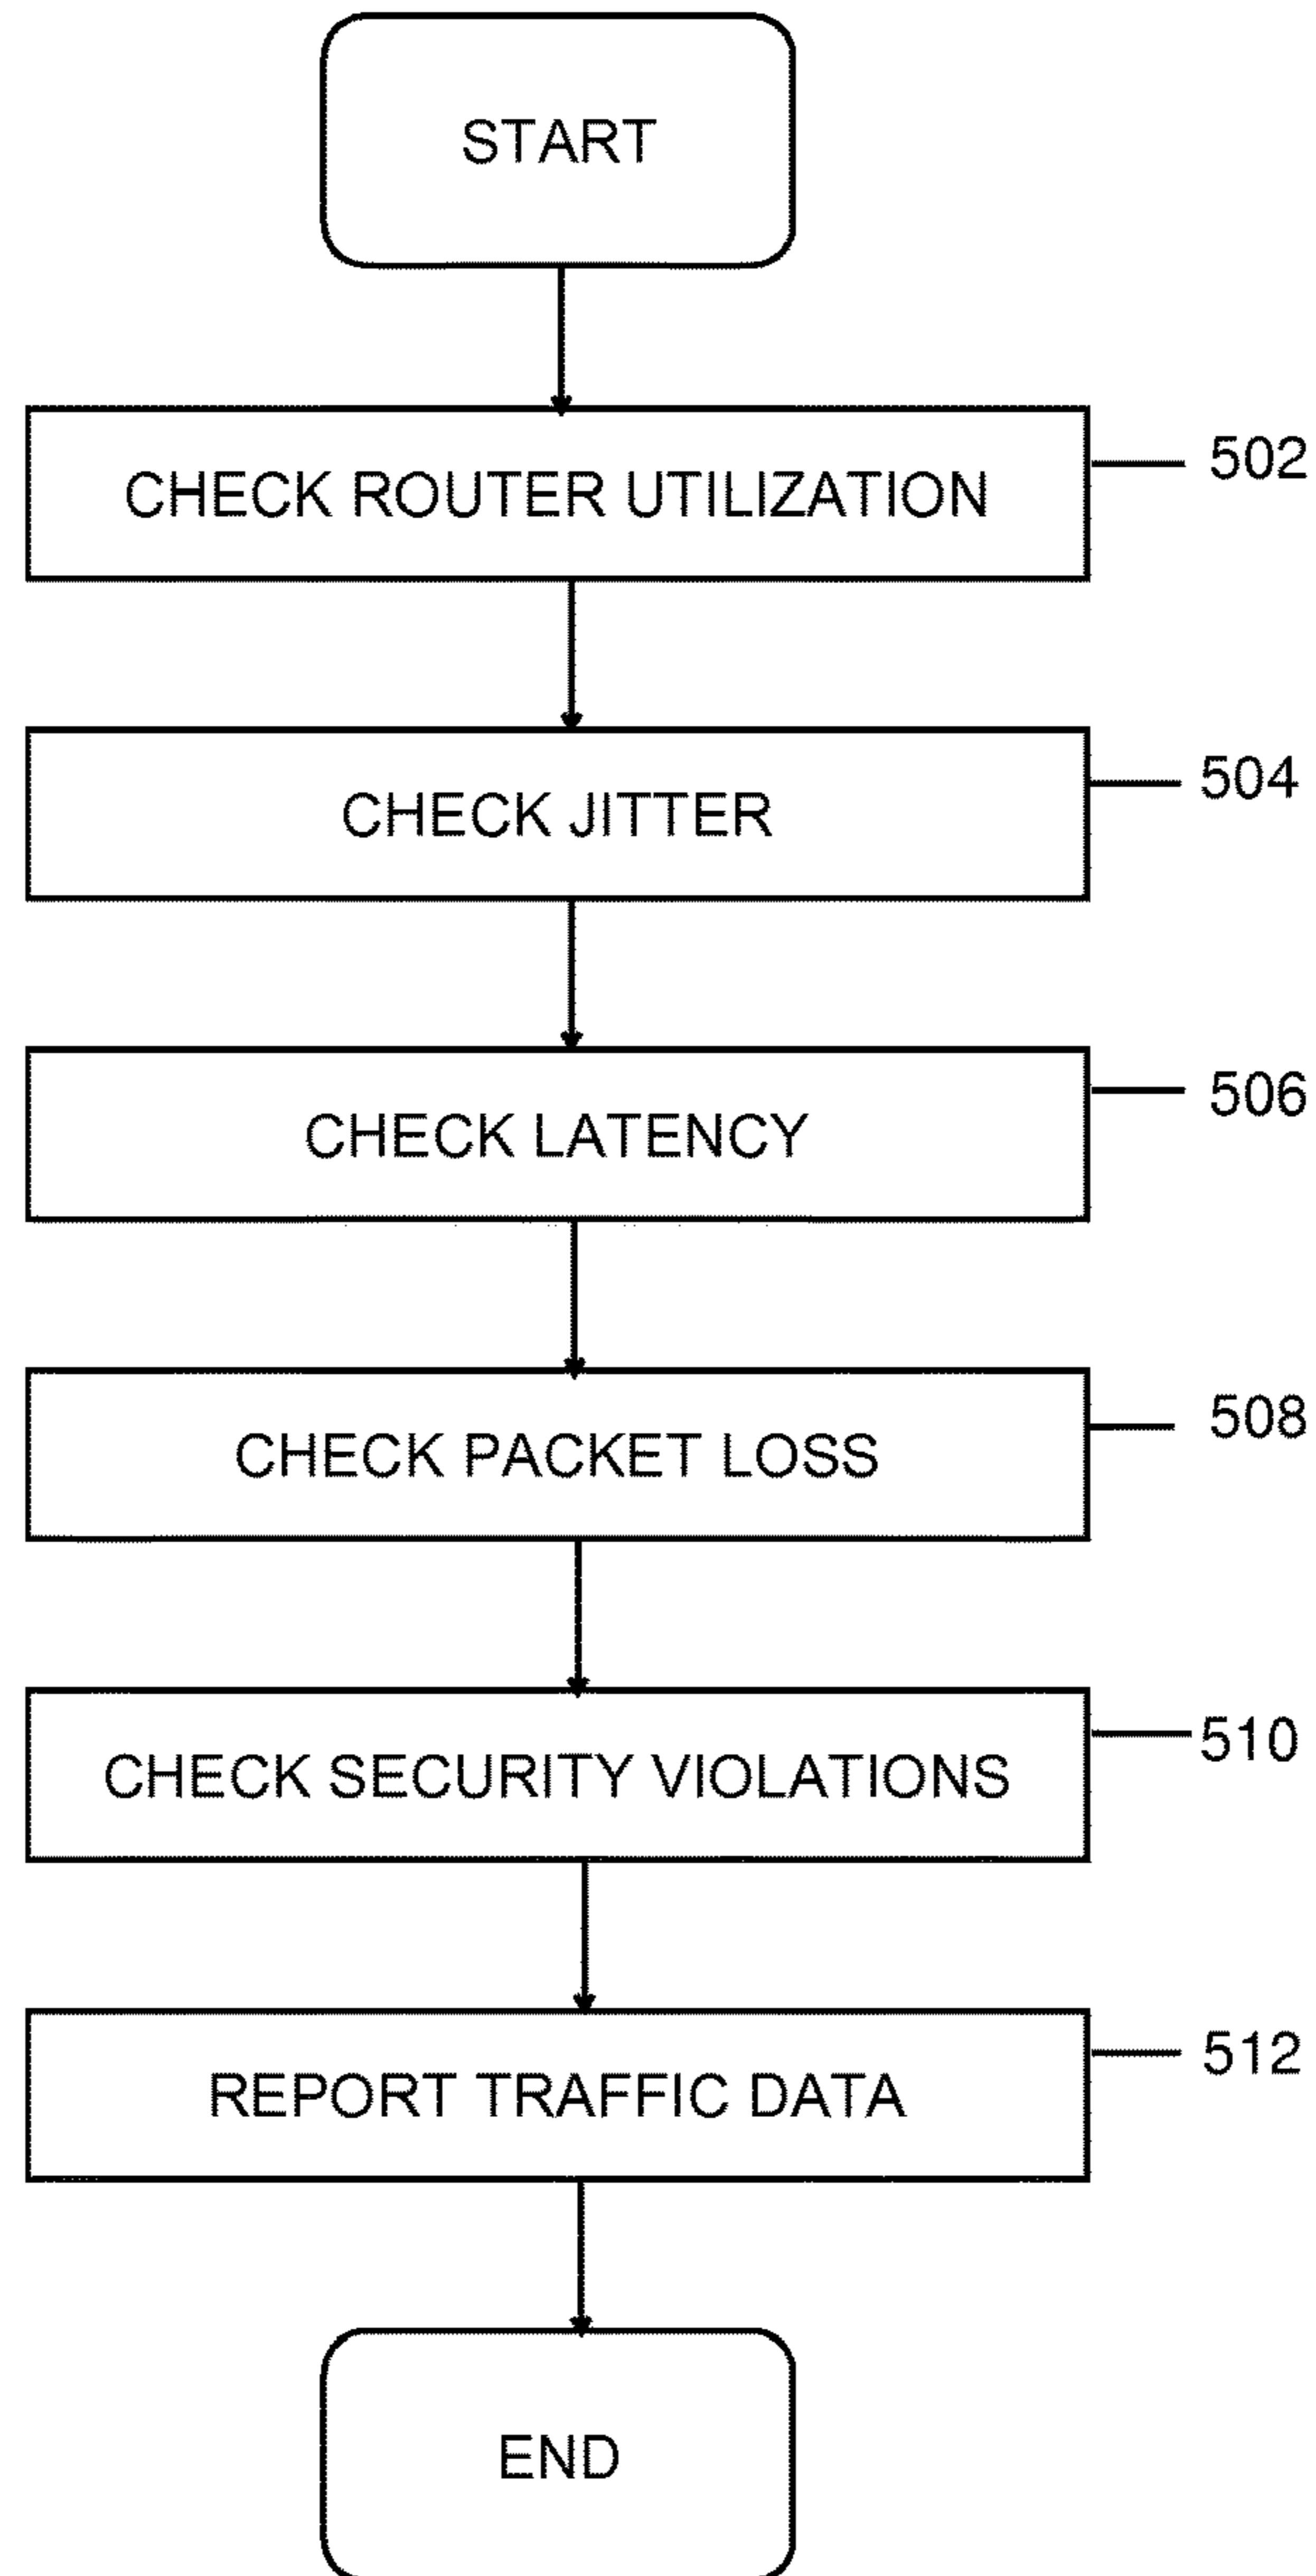 START
CHECK ROUTER UTILIZATION
502
CHECK JITTER
504
CHECK LATENCY
506
CHECK PACKET LOSS
508
CHECK SECURITY VIOLATIONS
510
REPORT TRAFFIC DATA
512
END